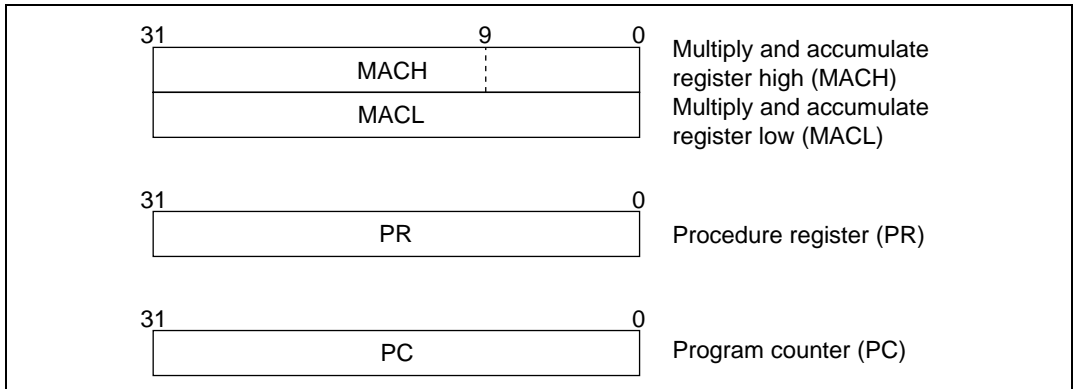 31 9 0
MACH
Multiply and accumulate
register high (MACH)
MACL
Multiply and accumulate
register low (MACL)
31 0
PR
Procedure register (PR)
31 0
PC
Program counter (PC)